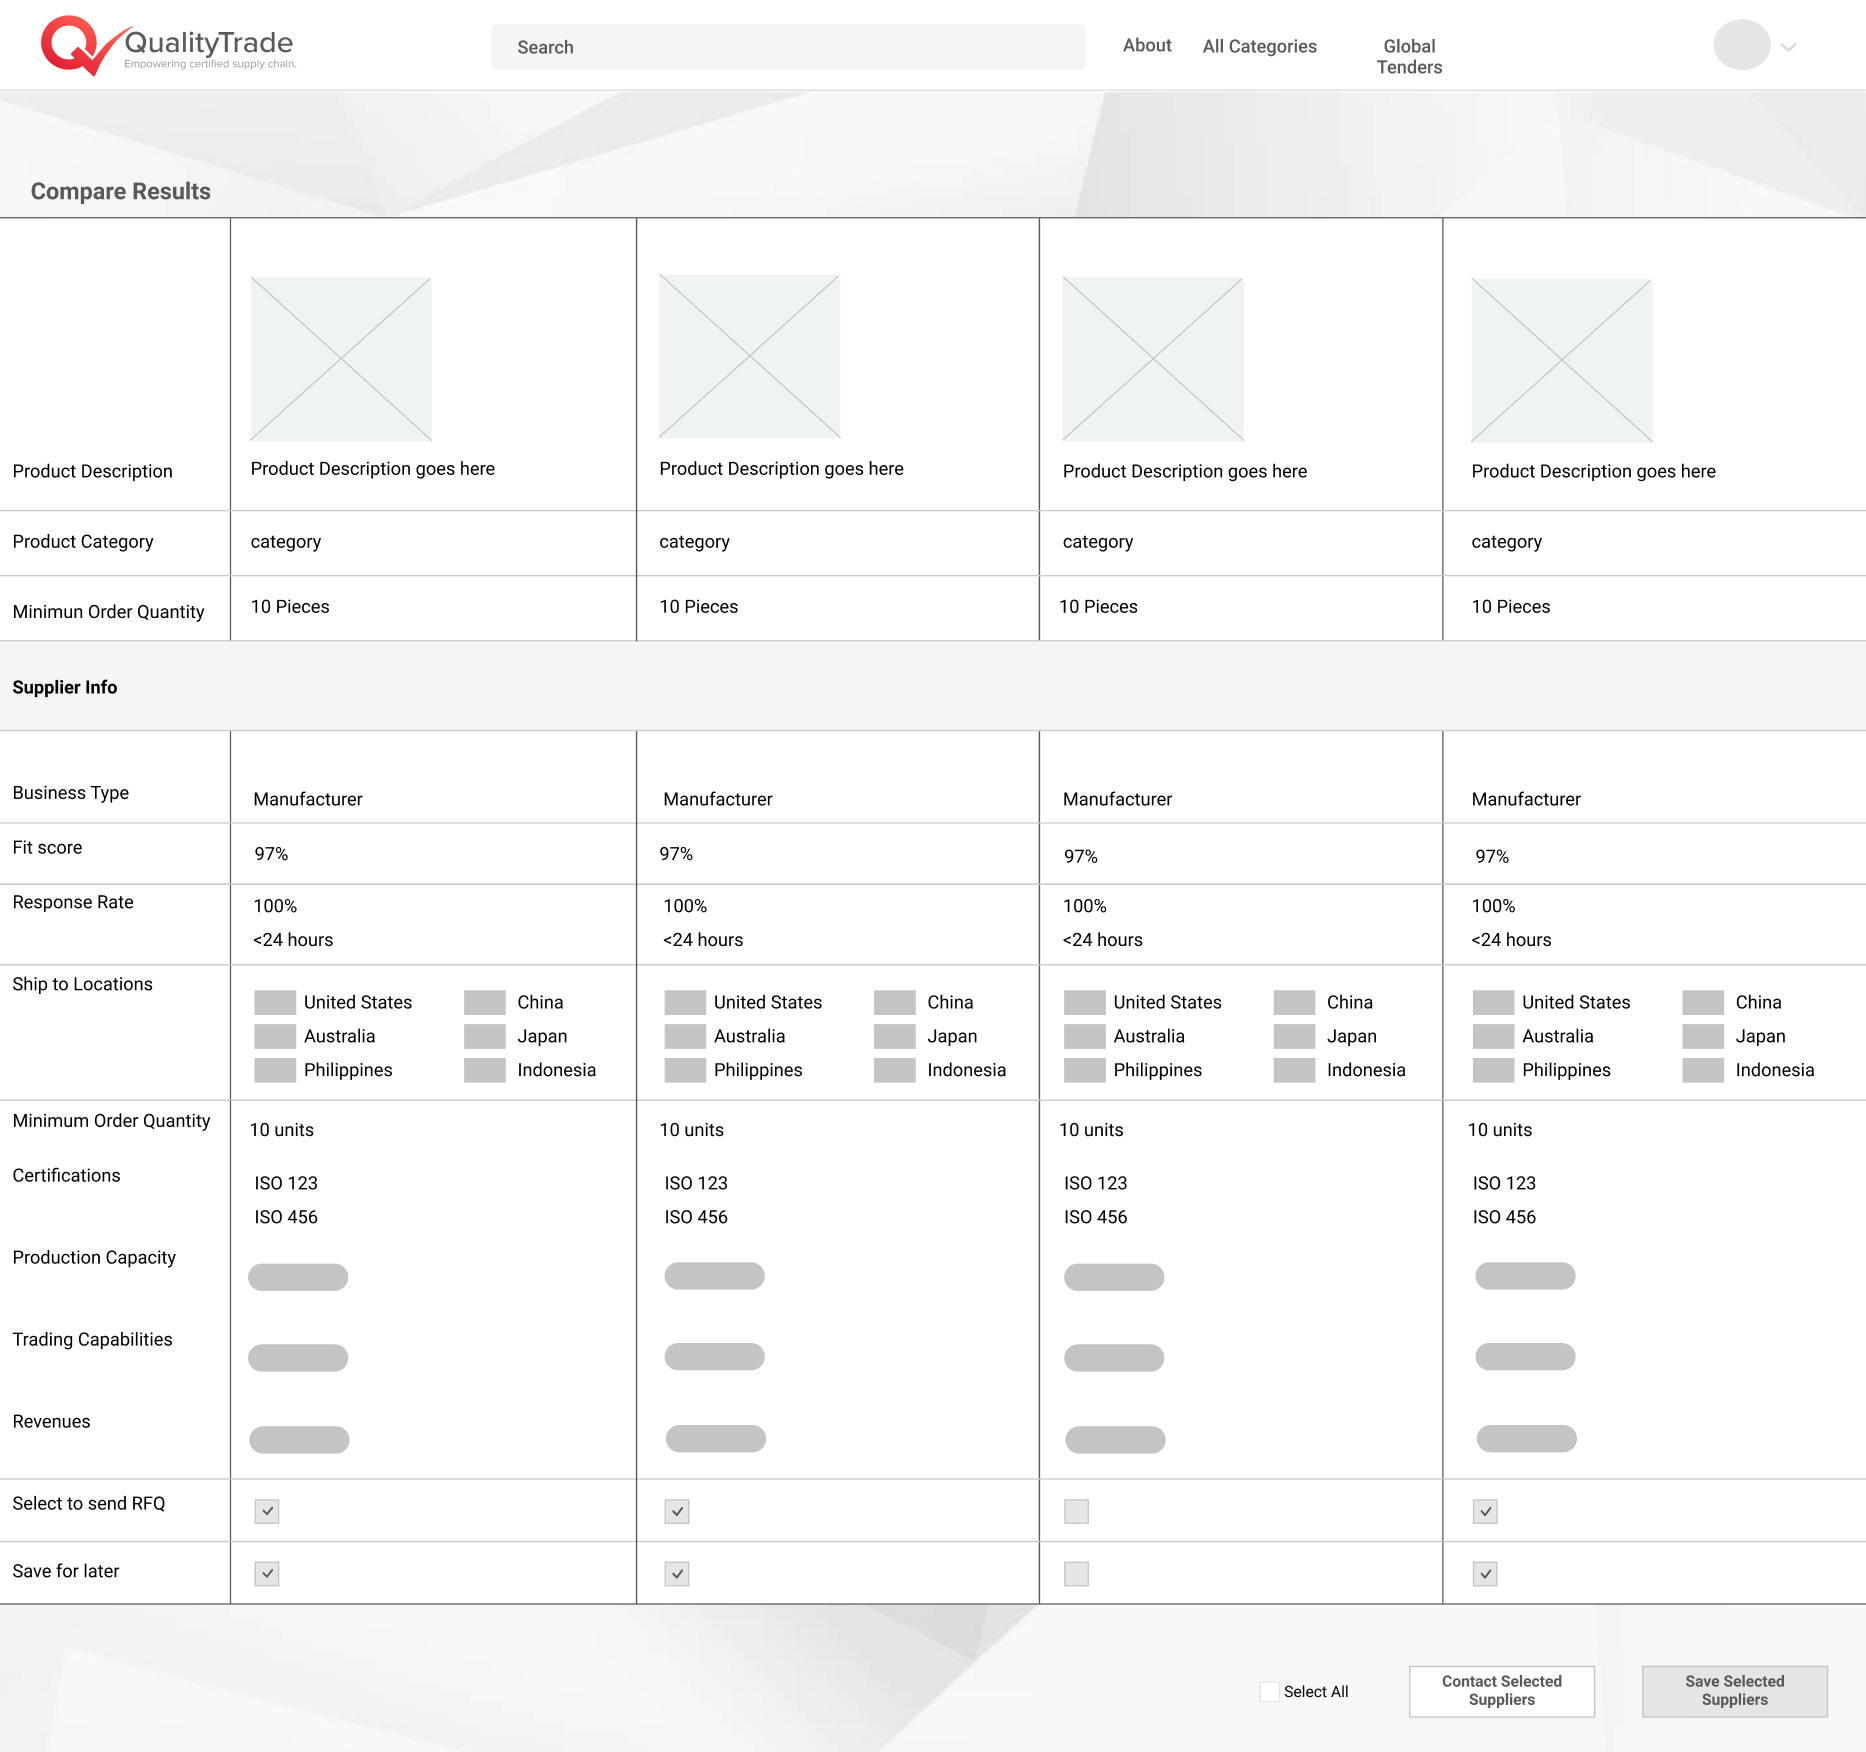 QualityTrade
Empowering certified supply chain.
Search
About
All Categories
Global
Tenders
Compare Results
Product Description
Product Description goes here
Product Description goes here
Product Description goes here
Product Description goes here
Product Category
category
category
category
category
Minimun Order Quantity
10 Pieces
10 Pieces
10 Pieces
10 Pieces
Supplier Info
Business Type
Manufacturer
Manufacturer
Manufacturer
Manufacturer
Fit score
97%
97%
97%
97%
Response Rate
100%
<24 hours
100%
<24 hours
100%
<24 hours
100%
<24 hours
Ship to Locations
United States
China
Australia
Japan
Philippines
Indonesia
United States
China
Australia
Japan
Philippines
Indonesia
United States
China
Australia
Japan
Philippines
Indonesia
United States
China
Australia
Japan
Philippines
Indonesia
Minimum Order Quantity
10 units
10 units
10 units
10 units
Certifications
ISO 123
ISO 456
ISO 123
ISO 456
ISO 123
ISO 456
ISO 123
ISO 456
Production Capacity
Trading Capabilities
Revenues
Select to send RFQ
Save for later
Select All
Contact Selected
Suppliers
Save Selected
Suppliers